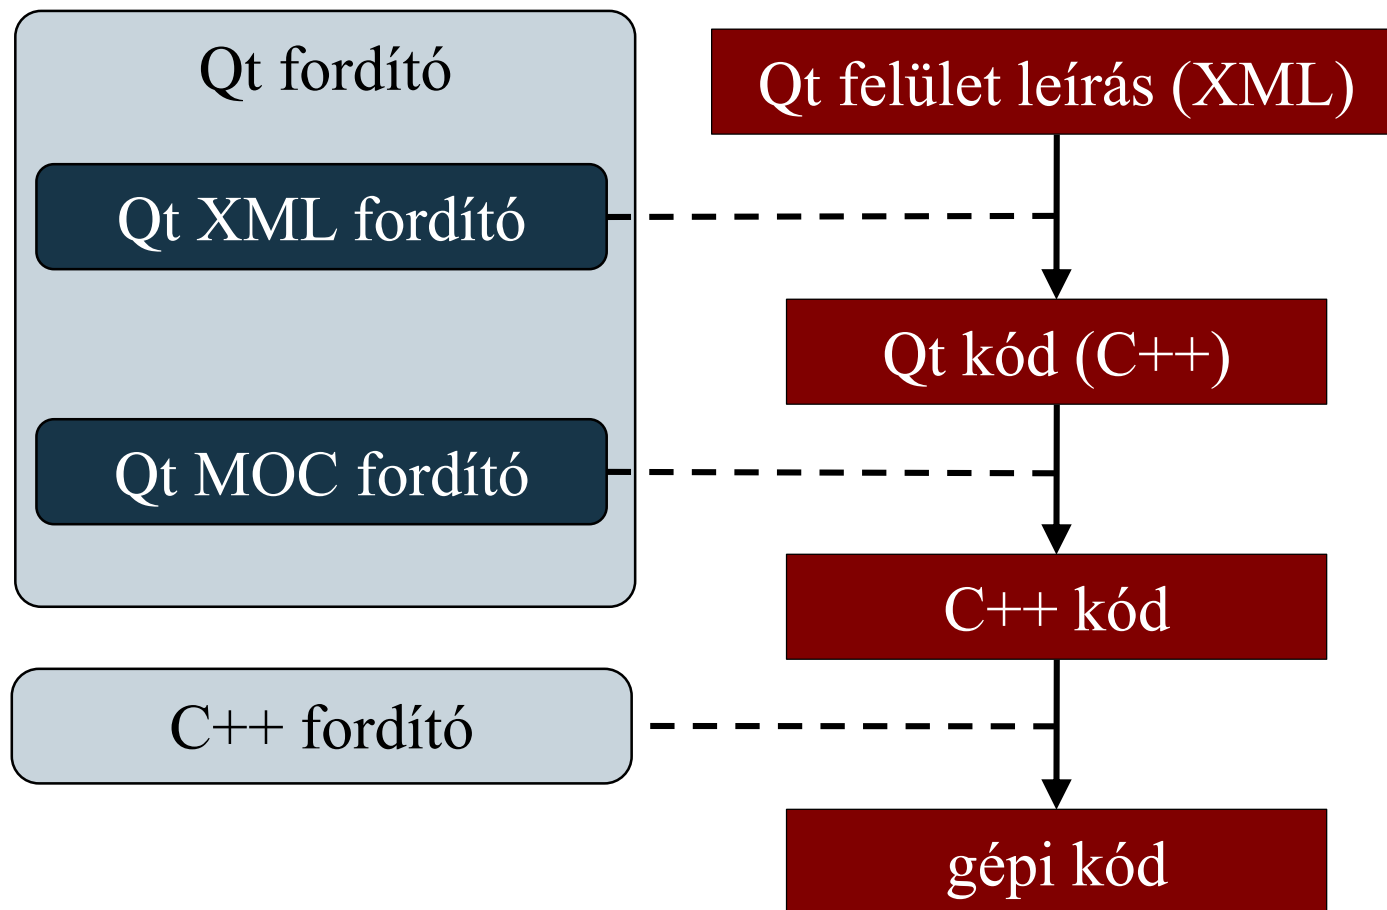 Qt fordító
Qt felület leírás (XML)
Qt XML fordító
Qt kód (C++)
Qt MOC fordító
C++ kód
C++ fordító
gépi kód